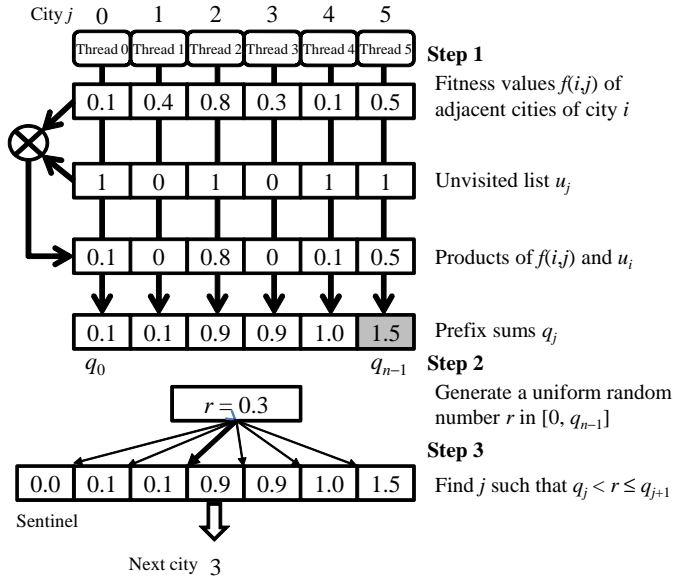 City j 0 1 2 3 4 5
Thread 0 Thread 1 Thread 2 Thread 3 Thread 4 Thread 5
Step 1
0.1 0.4 0.8 0.3 0.1 0.5
Fitness values f(i,j) of
adjacent cities of city i
1 0 1 0 1 1
Unvisited list uj
0.1 0 0.8 0 0.1 0.5
Products of f(i,j) and ui
0.1 0.1 0.9 0.9 1.0 1.5
Prefix sums qj
q0 qn−1
Step 2
Generate a uniform random
number r in [0, qn−1]
r = 0.3
Step 3
0.0 0.1 0.1 0.9 0.9 1.0 1.5
Find j such that qj < r ≤ qj+1
Sentinel
Next city 3